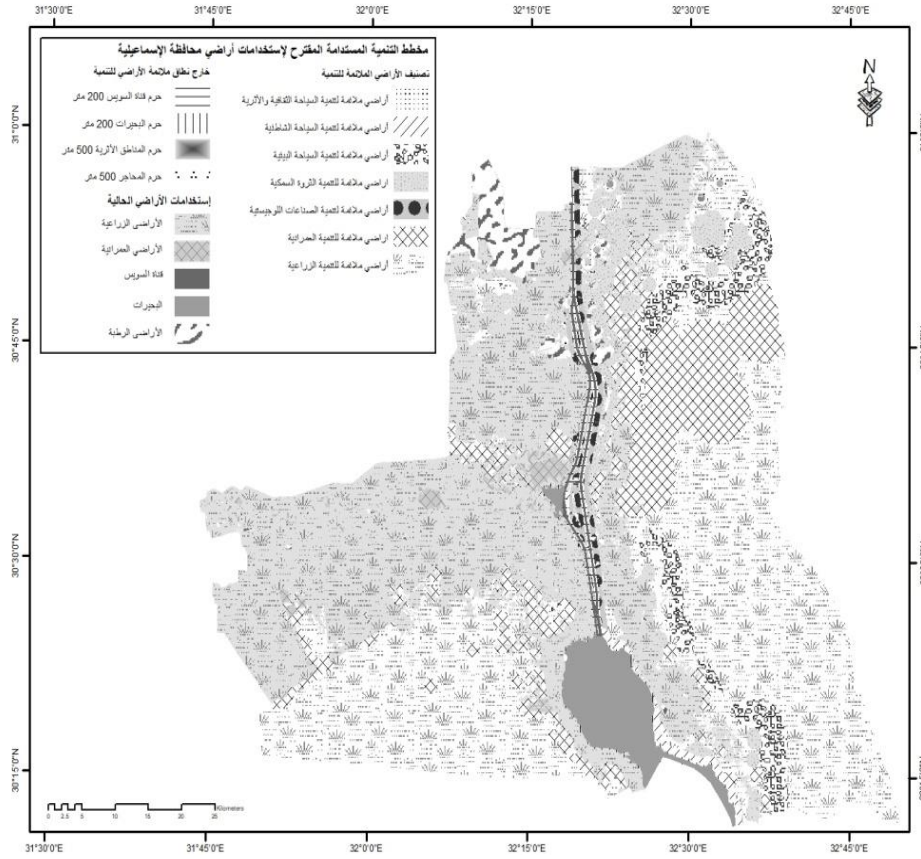 31°30'0"E 31°45'0"E 32°0'0"E 32°15'0"E 32°30'0"E 32°45'0"E
مخطط التنمية المستدامة المقترح لإستخدامات أراضي محافظة الإسماعيلية
تصنيف الأراضي الملائمة للتنمية
أراضي ملائمة لتنمية السياحة الثقافية والأثرية
أراضي ملائمة لتنمية السياحة الشاطئية
أراضي ملائمة لتنمية السياحة البيئية
اراضي ملائمة لتنمية الثروة السمكية
أراضي ملائمة لتنمية الصناعات اللوجيستية
اراضي ملائمة للتنمية العمرانية
أراضي ملائمة للتنمية الزراعية
خارج نطاق ملائمة الأراضي للتنمية
حرم قناة السويس 200 متر
حرم البحيرات 200 متر
حرم المناطق الأثرية 500 متر
حرم المحاجر 500 متر
إستخدامات الأراضي الحالية
الأراضي الزراعية
الأراضي العمرانية
قناة السويس
البحيرات
الأراضي الرطبة
N
31°0'0"N
30°45'0"N
30°30'0"N
30°15'0"N
0 2.5 5 10 15 20 25
Kilometers
31°30'0"E 31°45'0"E 32°0'0"E 32°15'0"E 32°30'0"E 32°45'0"E